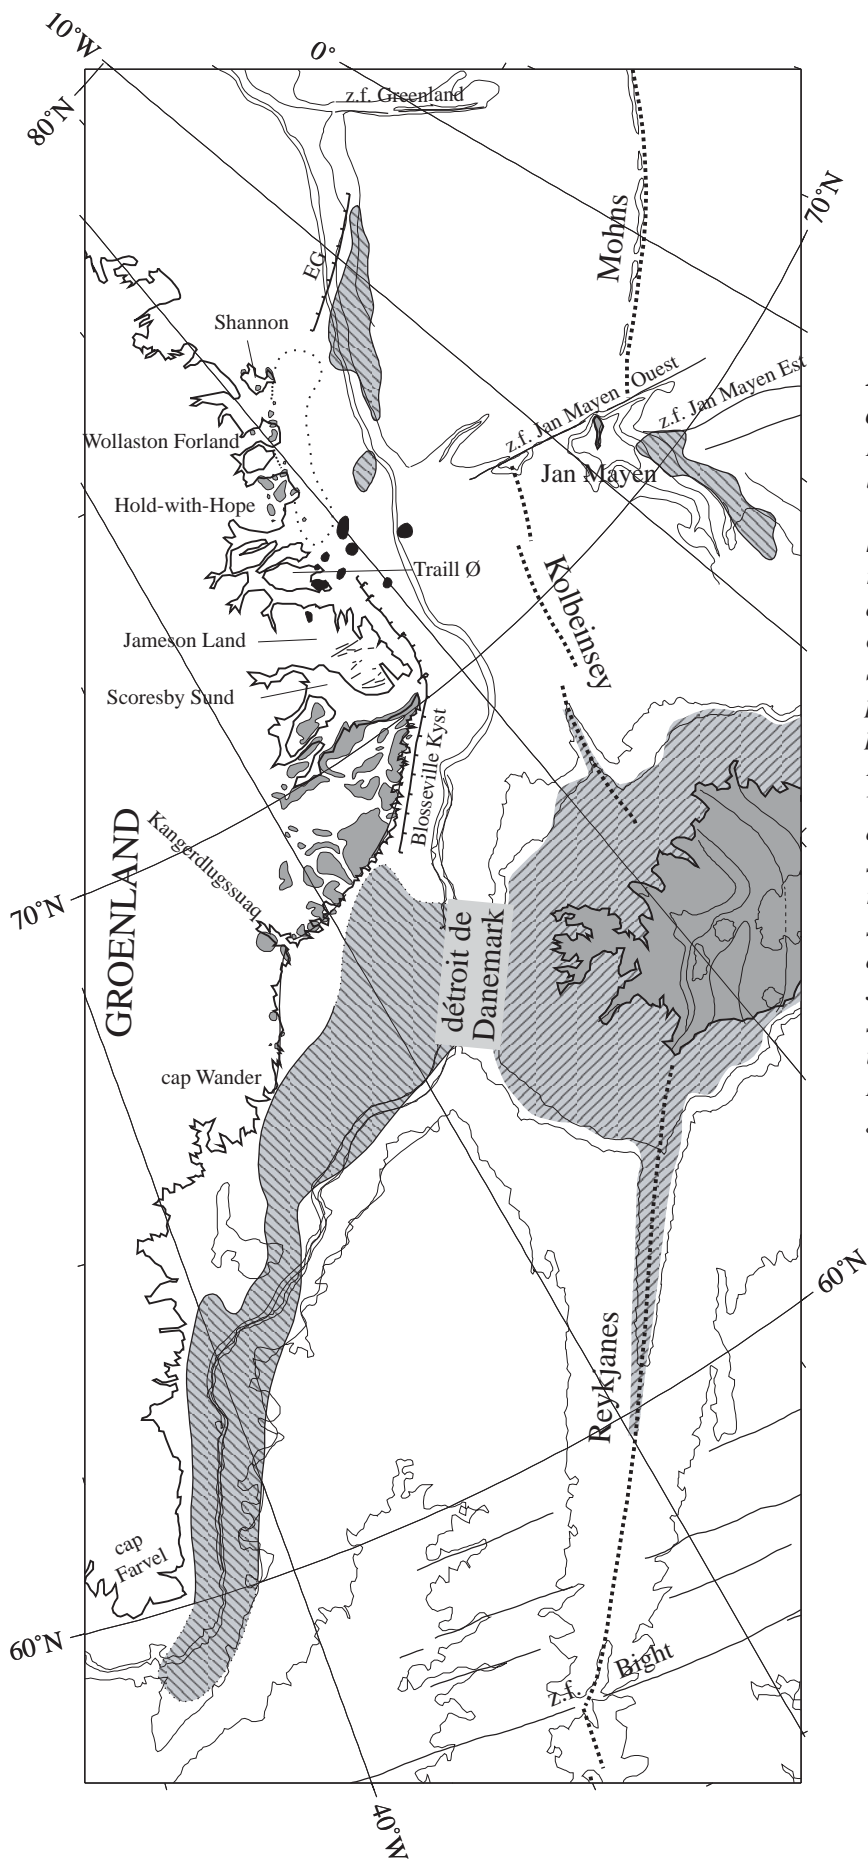 10°W
0°
80°N
z.f. Greenland
70°N
Mohns
EG
Shannon
z.f. Jan Mayen Ouest
z.f. Jan Mayen Est
Wollaston Forland
Jan Mayen
Hold-with-Hope
Traill Ø
Kolbeinsey
Jameson Land
Scoresby Sund
Blosseville Kyst
Kangerdlugssuaq
GROENLAND
70°N
détroit de
Danemark
cap Wander
60°N
Reykjanes
cap
Farvel
60°N
z.f. Bight
40°W